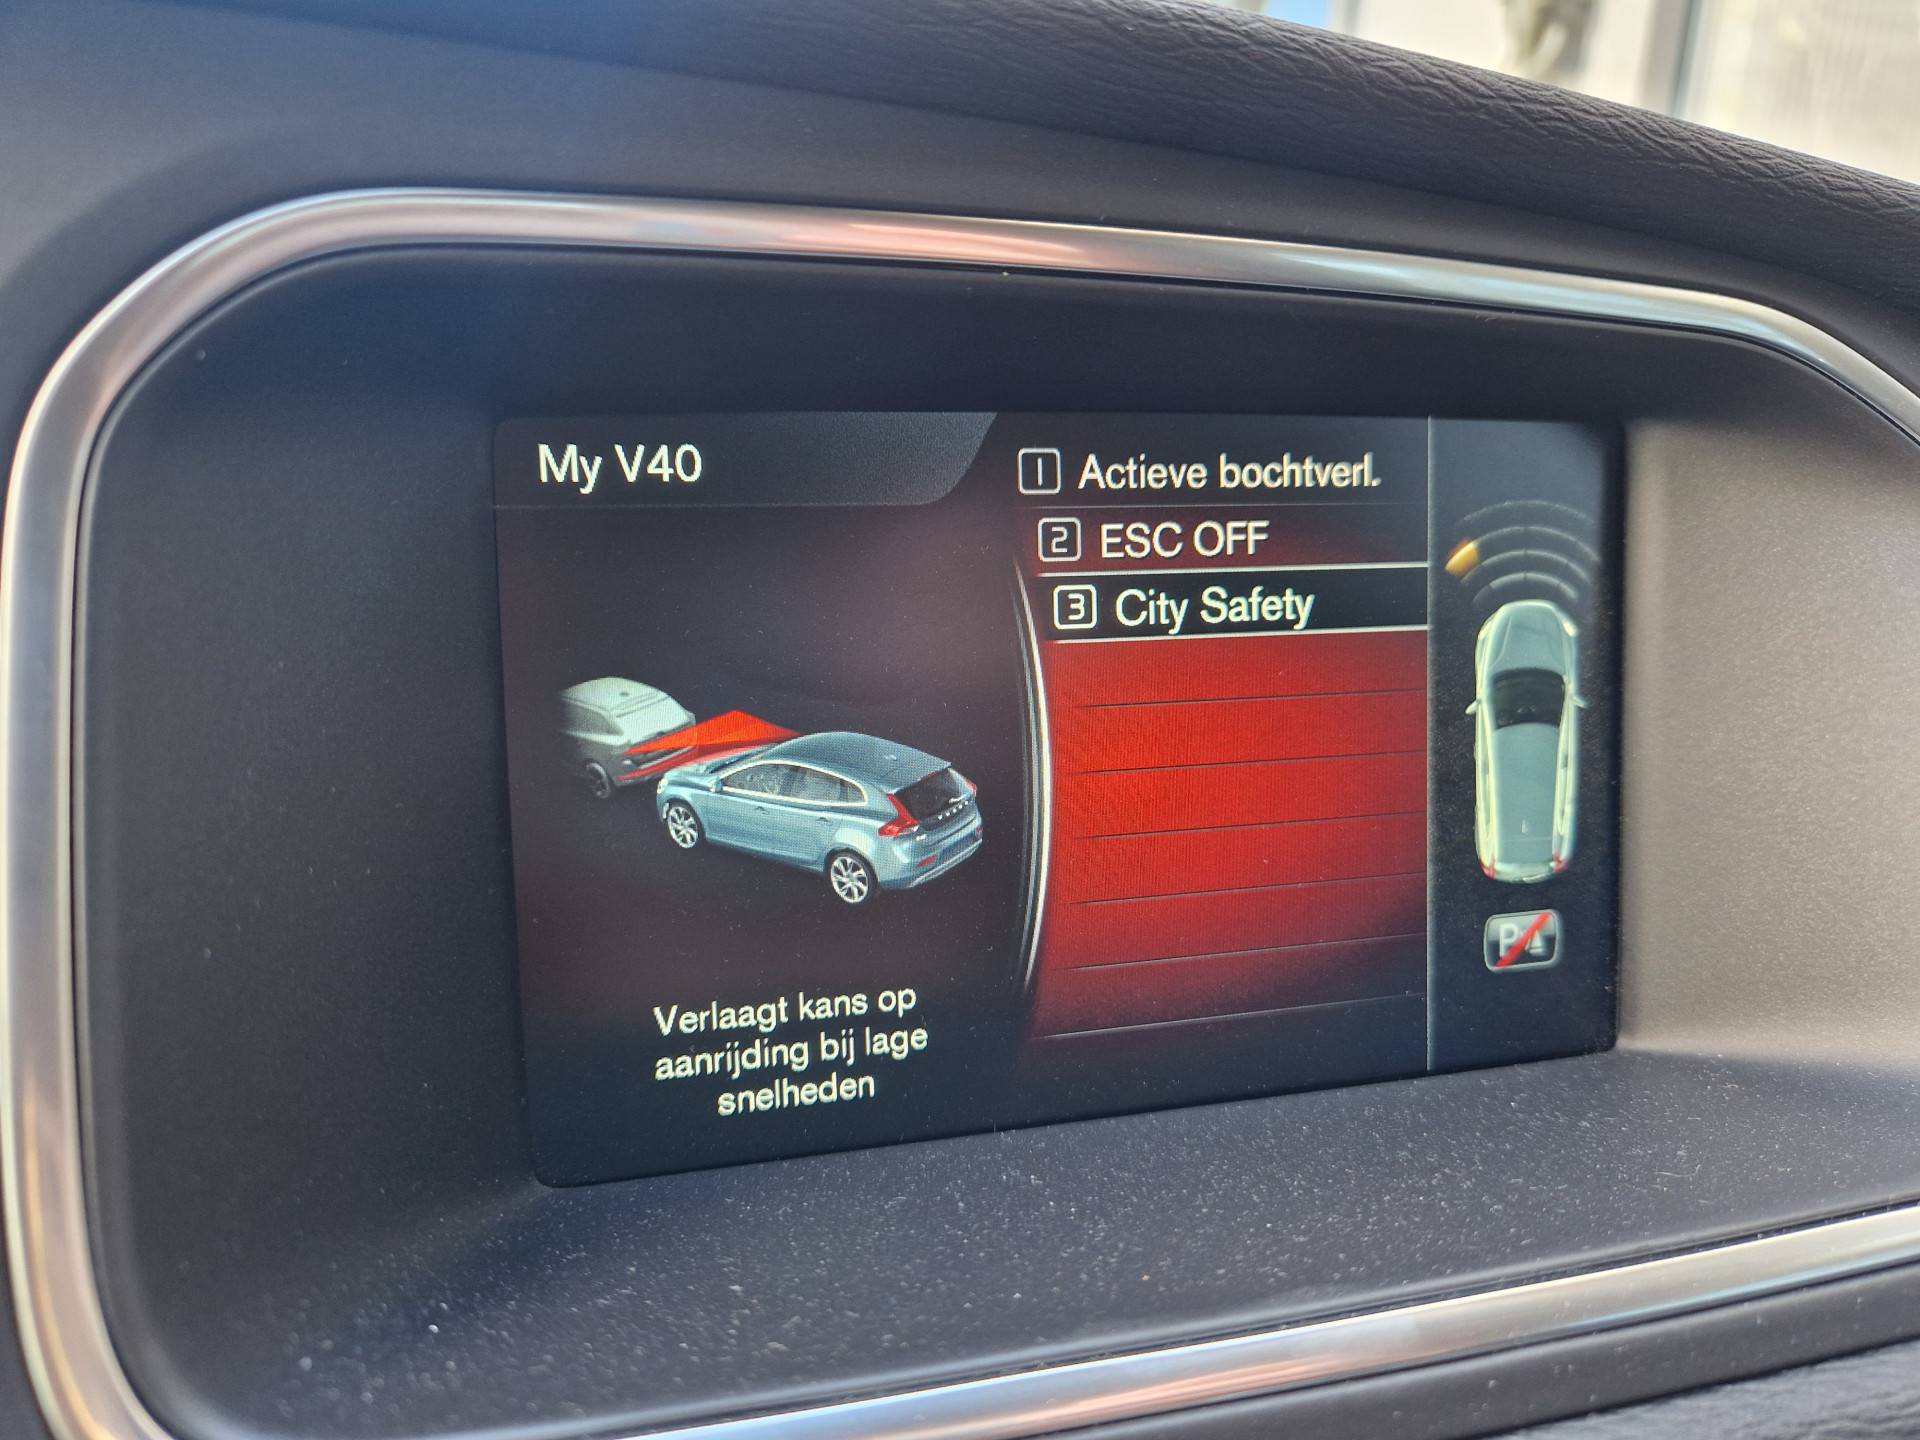 My V40
1 Actieve bochtverl.
2 ESC OFF
3 City Safety
Verlaagt kans op
aanrijding bij lage
snelheden
P